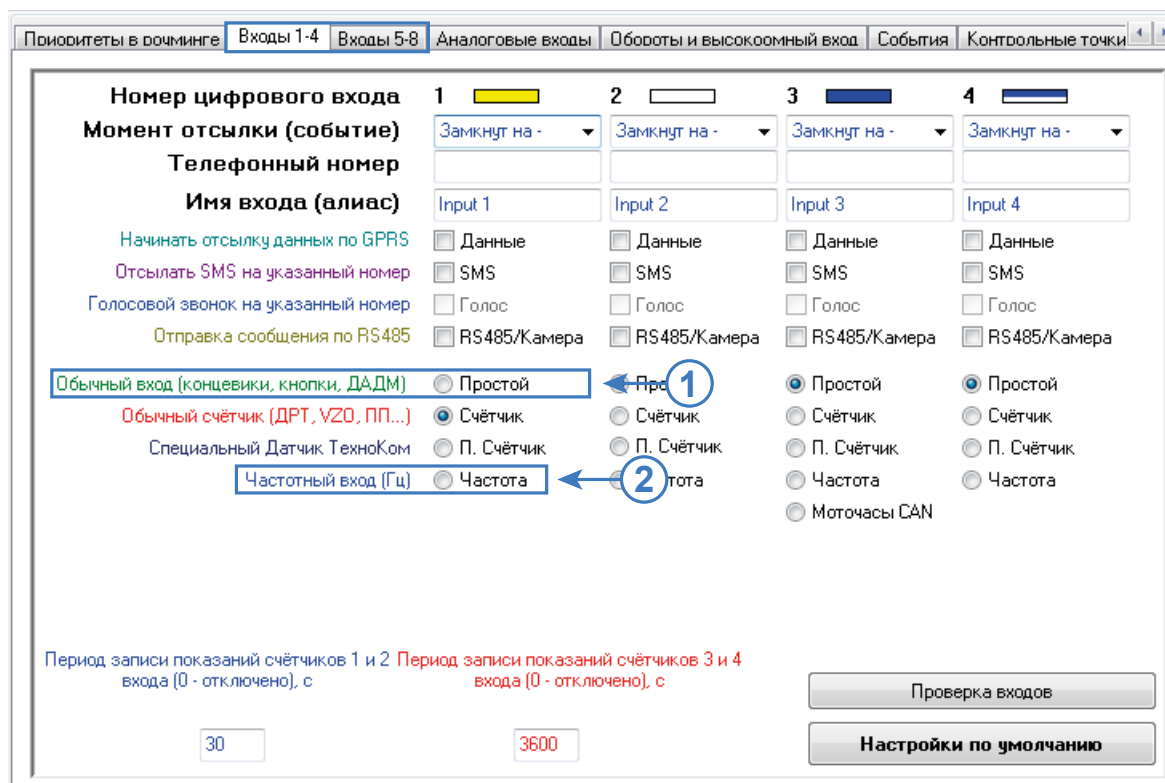 Приоритеты в роуминге Входы 1-4 Входы 5-8 Аналоговые входы Обороты и высокоомный вход События Контрольные точки
Номер цифрового входа 1 2 3 4
Момент отсылки (событие) Замкнут на - Замкнут на - Замкнут на - Замкнут на -
Телефонный номер
Имя входа (алиас) Input 1 Input 2 Input 3 Input 4
Начинать отсылку данных по GPRS Данные Данные Данные Данные
Отсылать SMS на указанный номер SMS SMS SMS SMS
Голосовой звонок на указанный номер Голос Голос Голос Голос
Отправка сообщения по RS485 RS485/Камера RS485/Камера RS485/Камера RS485/Камера
Обычный вход (концевики, кнопки, ДАДМ) Простой 1 Простой Простой
Обычный счётчик (ДРТ, VZO, ПП...) Счётчик Счётчик Счётчик Счётчик
Специальный Датчик ТехноКом П. Счётчик П. Счётчик П. Счётчик П. Счётчик
Частотный вход (Гц) Частота 2 Частота Частота
Моточасы CAN
Период записи показаний счётчиков 1 и 2 Период записи показаний счётчиков 3 и 4
входа (0 - отключено), с входа (0 - отключено), с
Проверка входов
30 3600 Настройки по умолчанию